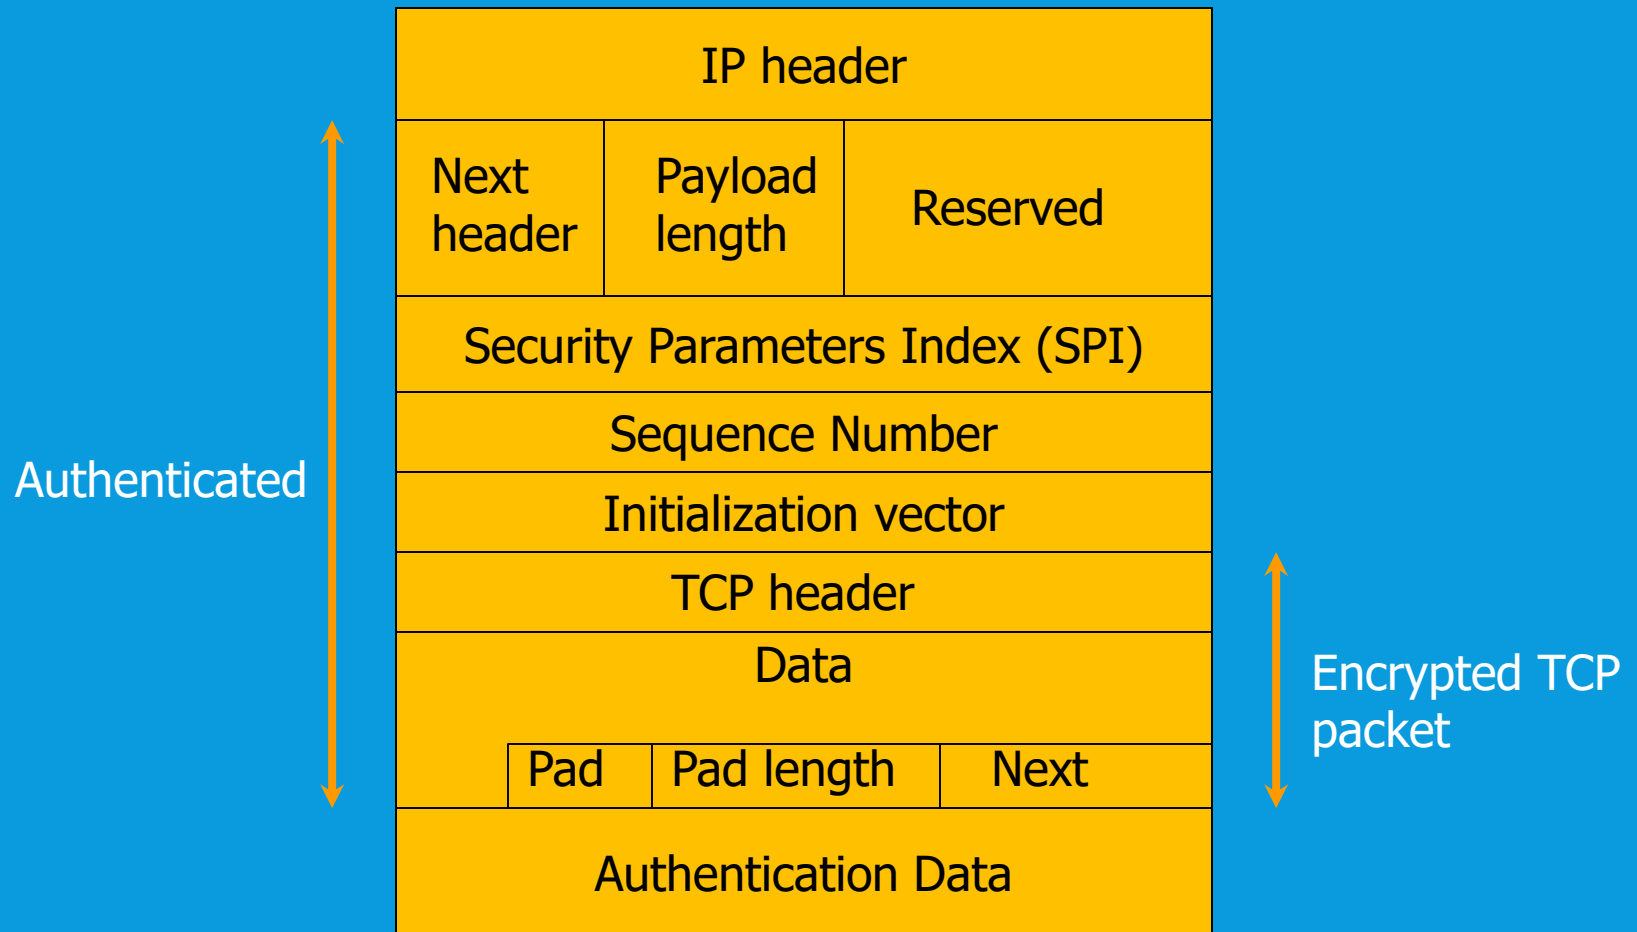 IP header
Next
header
Payload
length
Reserved
Security Parameters Index (SPI)
Sequence Number
Authenticated
Initialization vector
TCP header
Data
Encrypted TCP
packet
Pad
Pad length
Next
Authentication Data